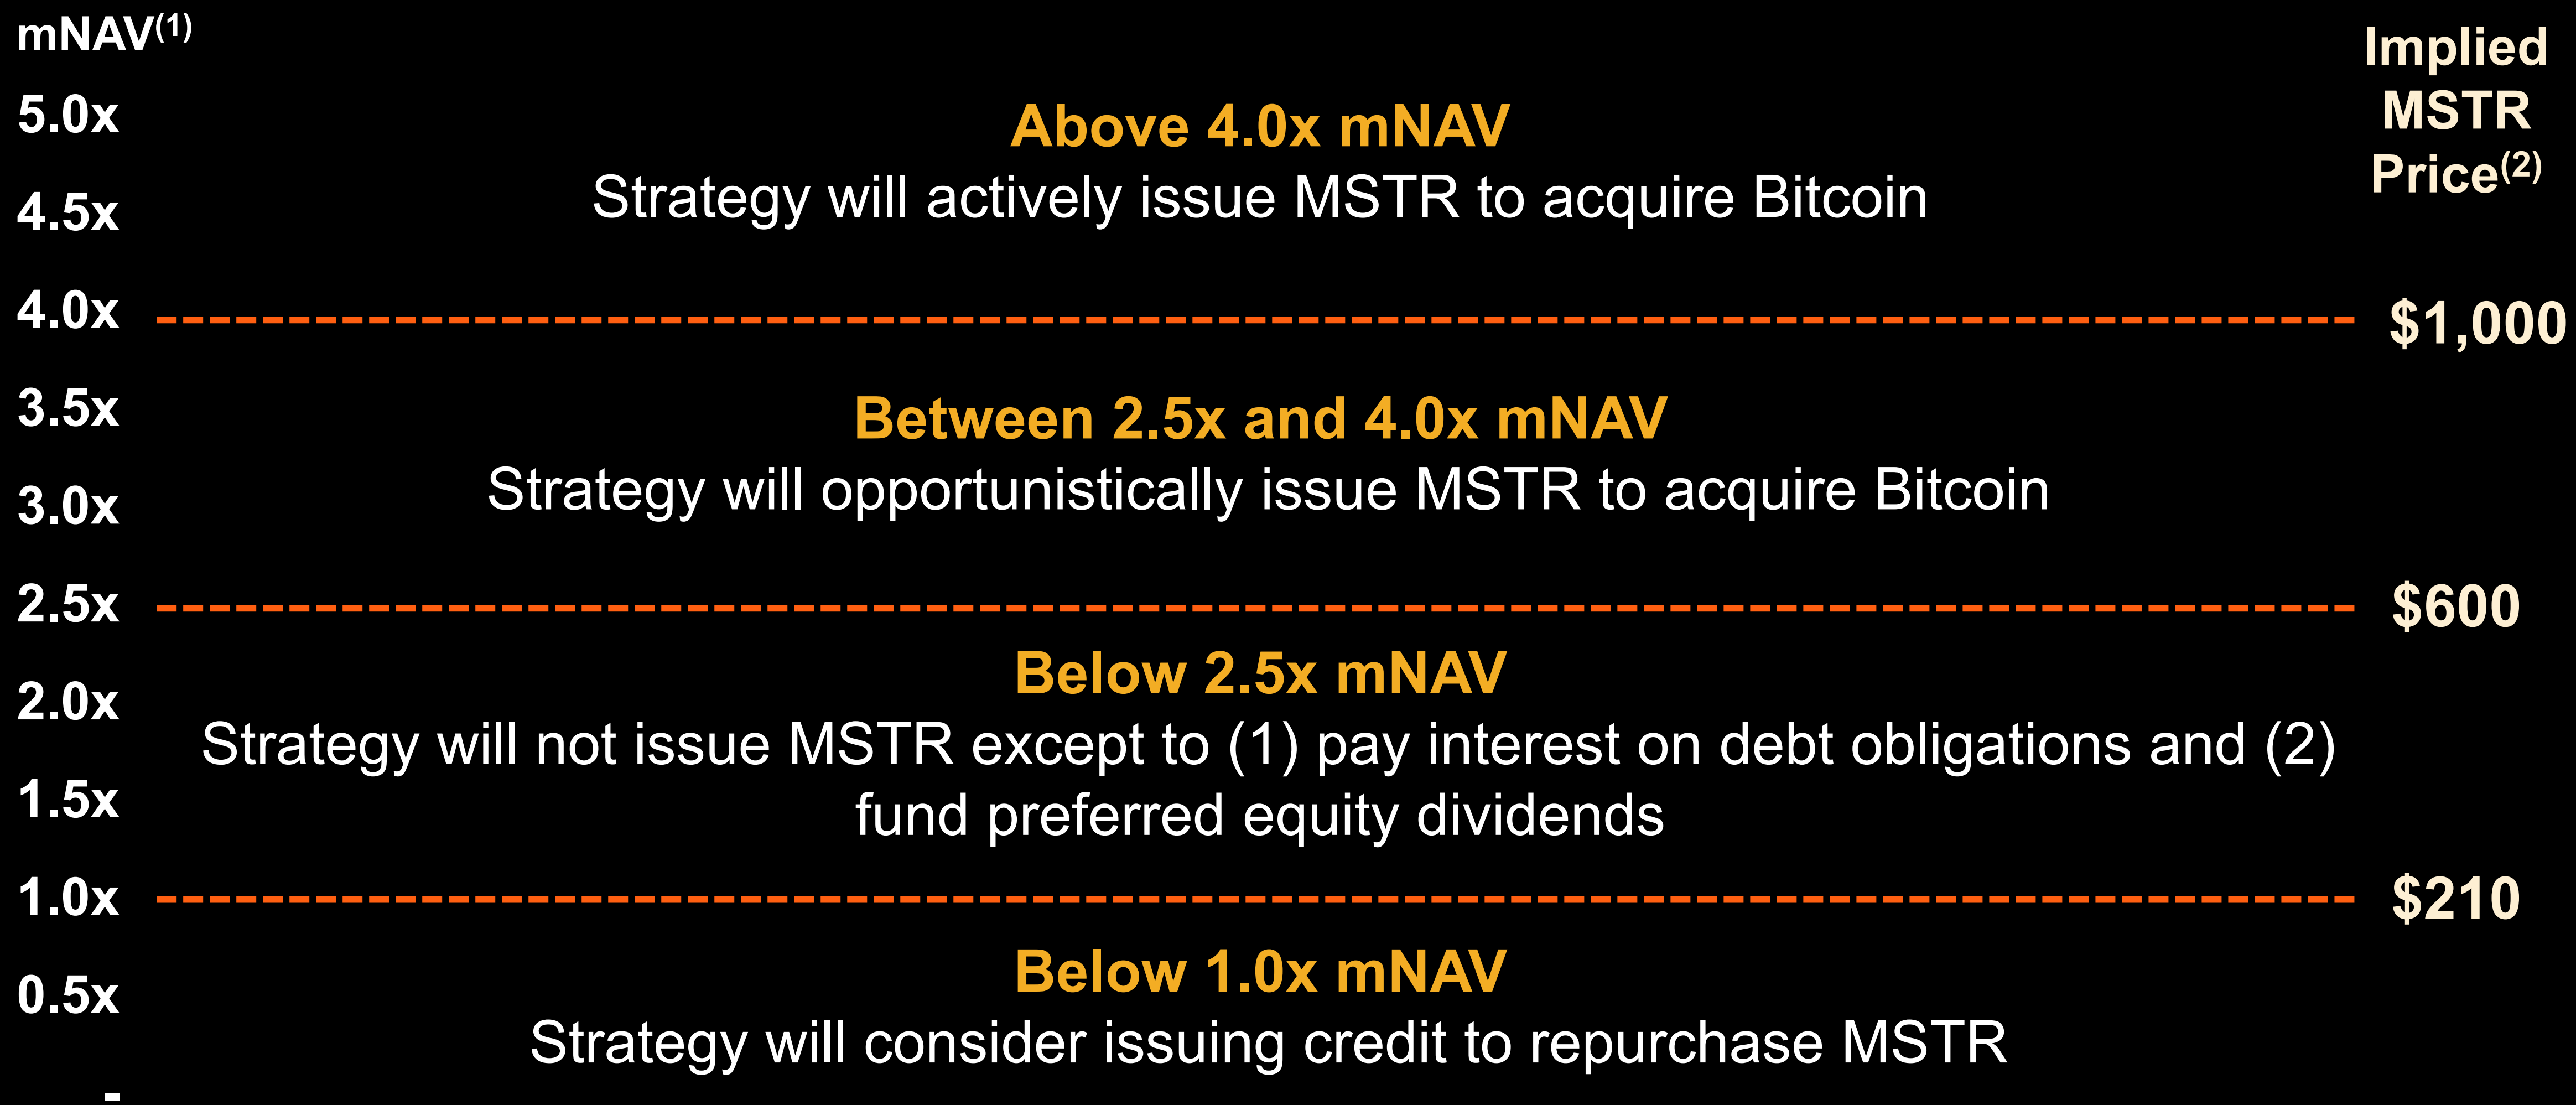 mNAV(1)
Implied
MSTR
Price(2)
5.0x
Above 4.0x mNAV
Strategy will actively issue MSTR to acquire Bitcoin
4.5x
4.0x
$1,000
3.5x
Between 2.5x and 4.0x mNAV
Strategy will opportunistically issue MSTR to acquire Bitcoin
3.0x
2.5x
$600
Below 2.5x mNAV
2.0x
Strategy will not issue MSTR except to (1) pay interest on debt obligations and (2)
fund preferred equity dividends
1.5x
1.0x
$210
Below 1.0x mNAV
0.5x
Strategy will consider issuing credit to repurchase MSTR
-